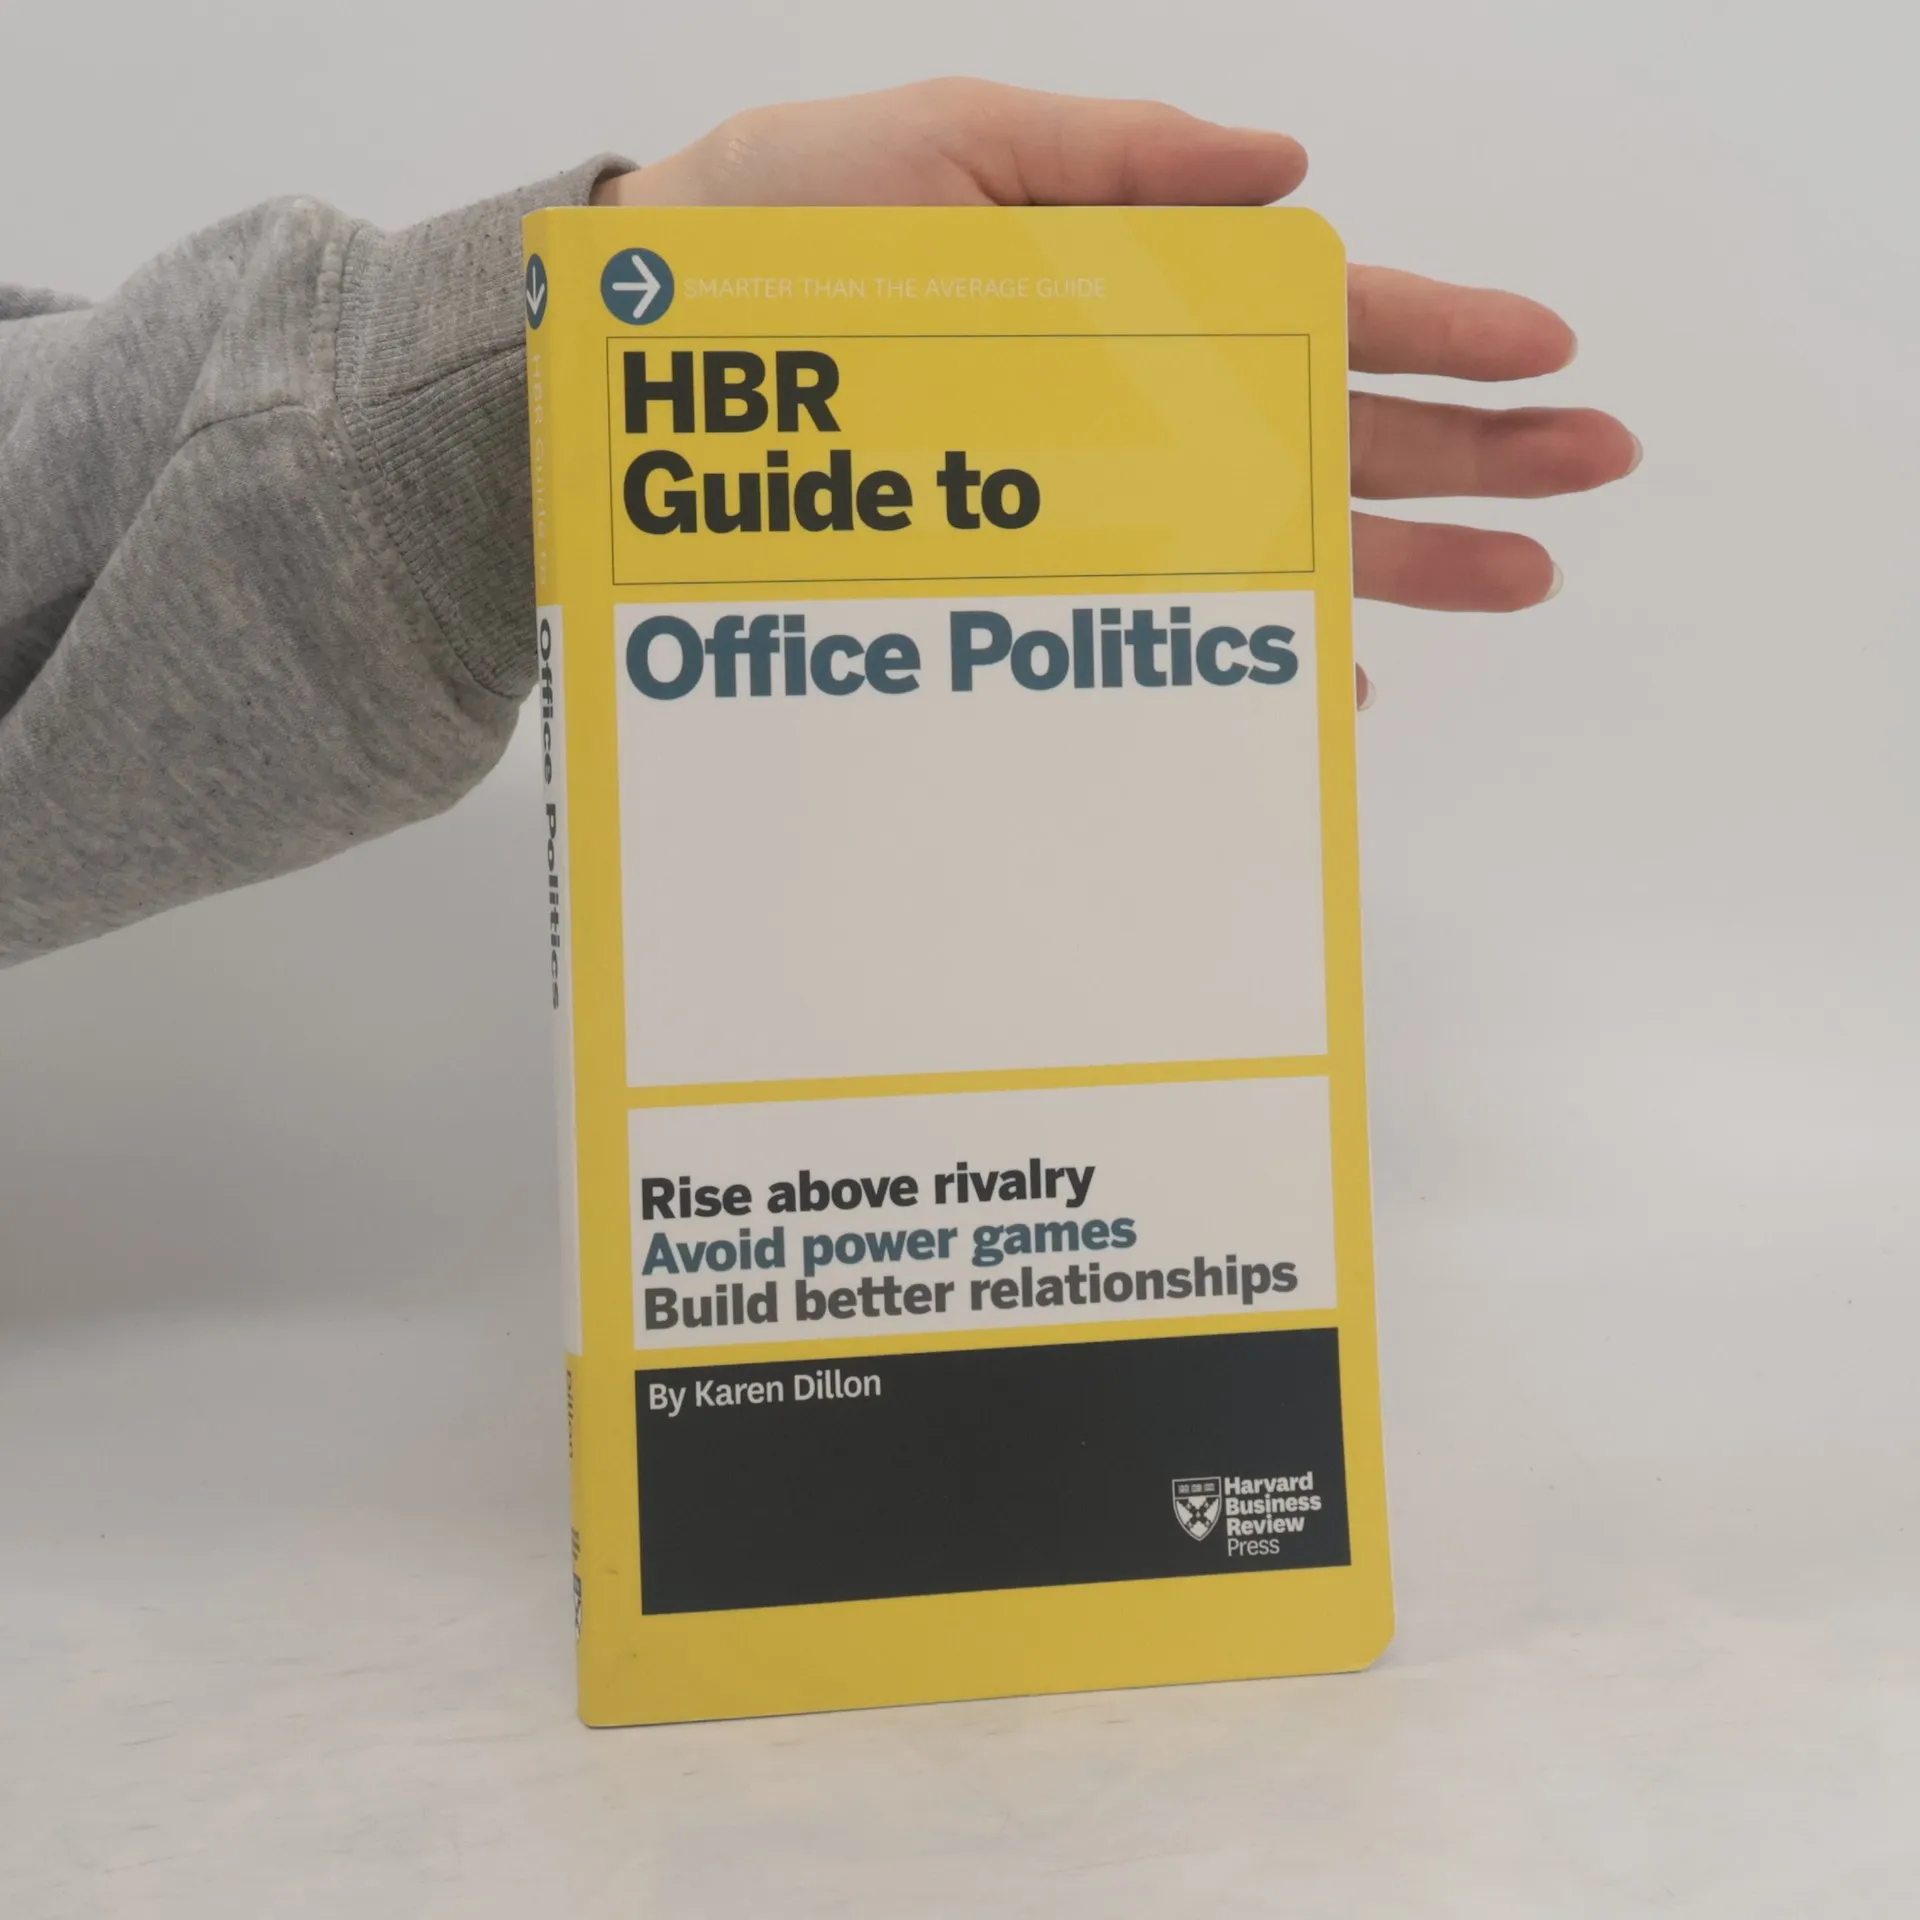 SMARTER THAN THE AVERAGE GUIDE
HBR
Guide to
Office Politics
Rise above rivalry
Avoid power games
Build better relationships
By Karen Dillon
Harvard
Business
Review
Press
HBR Guide to
Office Politics
Dillon